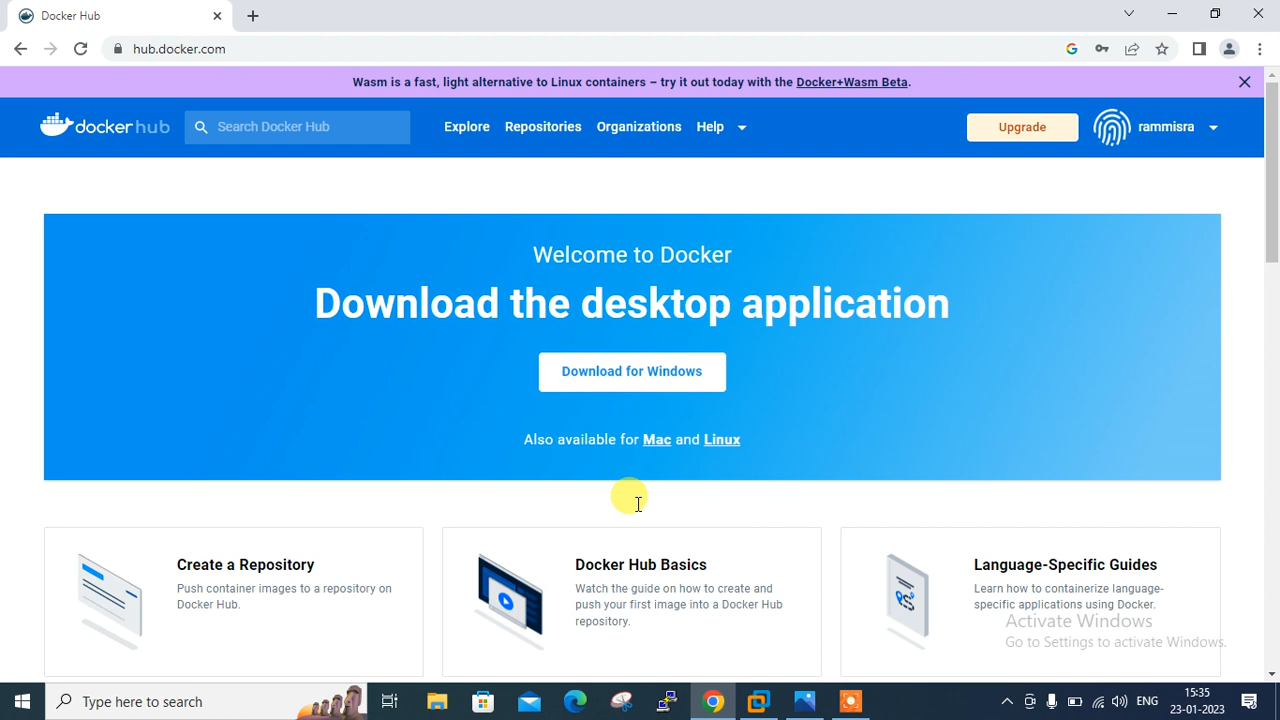 Docker Hub
hub.docker.com
Wasm is a fast, light alternative to Linux containers – try it out today with the Docker+Wasm Beta.
docker hub
Search Docker Hub
Explore
Repositories
Organizations
Help
Upgrade
rammisra
Welcome to Docker
Download the desktop application
Download for Windows
Also available for Mac and Linux
Create a Repository
Push container images to a repository on
Docker Hub.
Docker Hub Basics
Watch the guide on how to create and
push your first image into a Docker Hub
repository.
Language-Specific Guides
Learn how to containerize language-
specific applications using Docker.
Activate Windows
Go to Settings to activate Windows.
Type here to search
ENG
15:35
23-01-2023